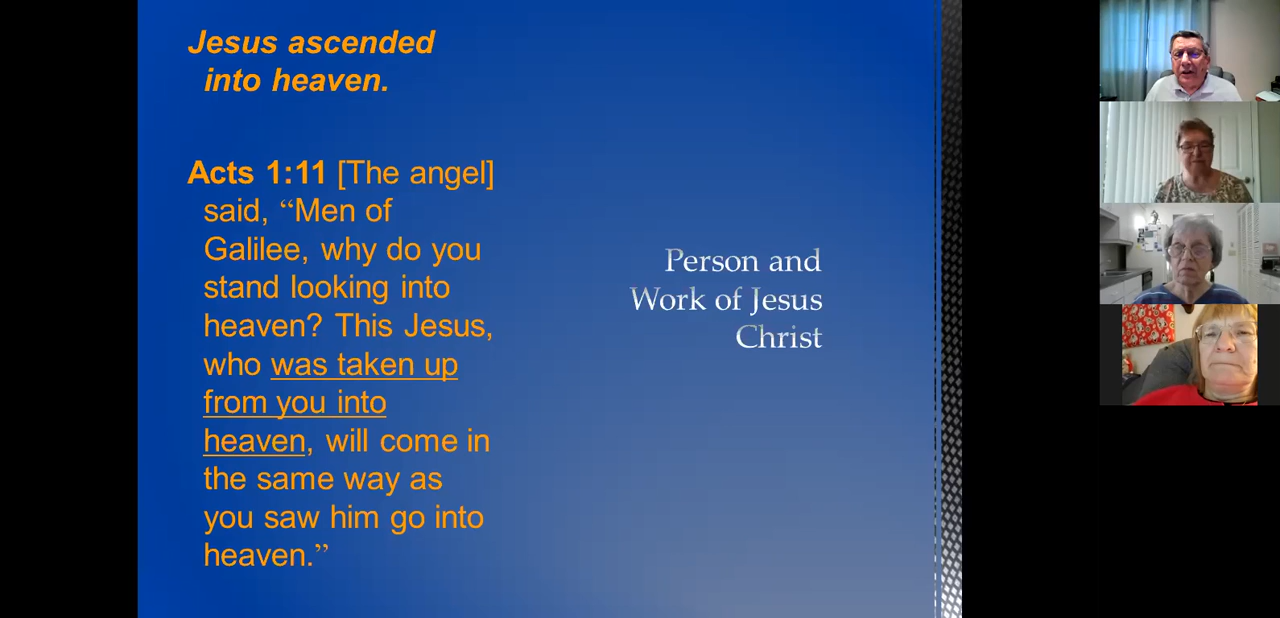 Jesus ascended
into heaven.
Acts 1:11 [The angel]
said, “Men of
Galilee, why do you
stand looking into
heaven? This Jesus,
who was taken up
from you into
heaven, will come in
the same way as
you saw him go into
heaven.”
Person and
Work of Jesus
Christ